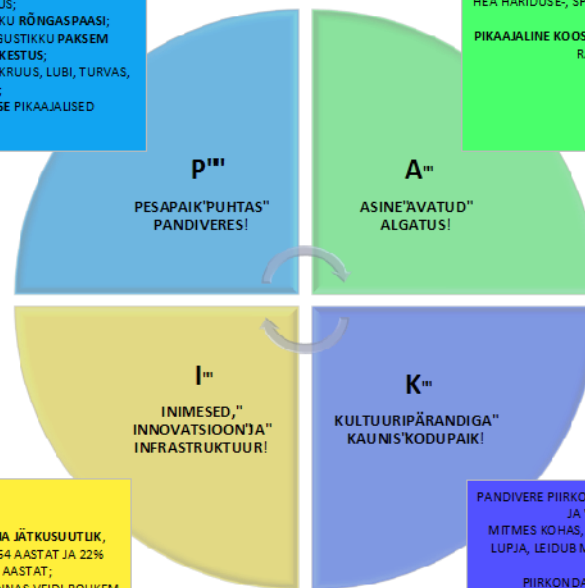 US;
KU RÕNGASPAASI;
GUSTIKKU PAKSEM
KESTUS;
KRUUS, LUBI, TURVAS,
;
SE PIKAAJALISED
HEA HARIDUSE-, SP
PIKAAJALINE KOOS
R
P""
PESAPAIK'PUHTAS"
PANDIVERES!
A""
ASINE"AVATUD"
ALGATUS!
I""
INIMESED,"
INNOVATSIOON'JA"
INFRASTRUKTUUR!
K""
KULTUURIPÄRANDIGA"
KAUNIS'KODUPAIK!
JA JÄTKUSUUTLIK,
64 AASTAT JA 22%
AASTAT;
PANDIVERE PIIRKO
JA
MITMES KOHAS,
LUPJA, LEIDUB M
PIIRKONDA